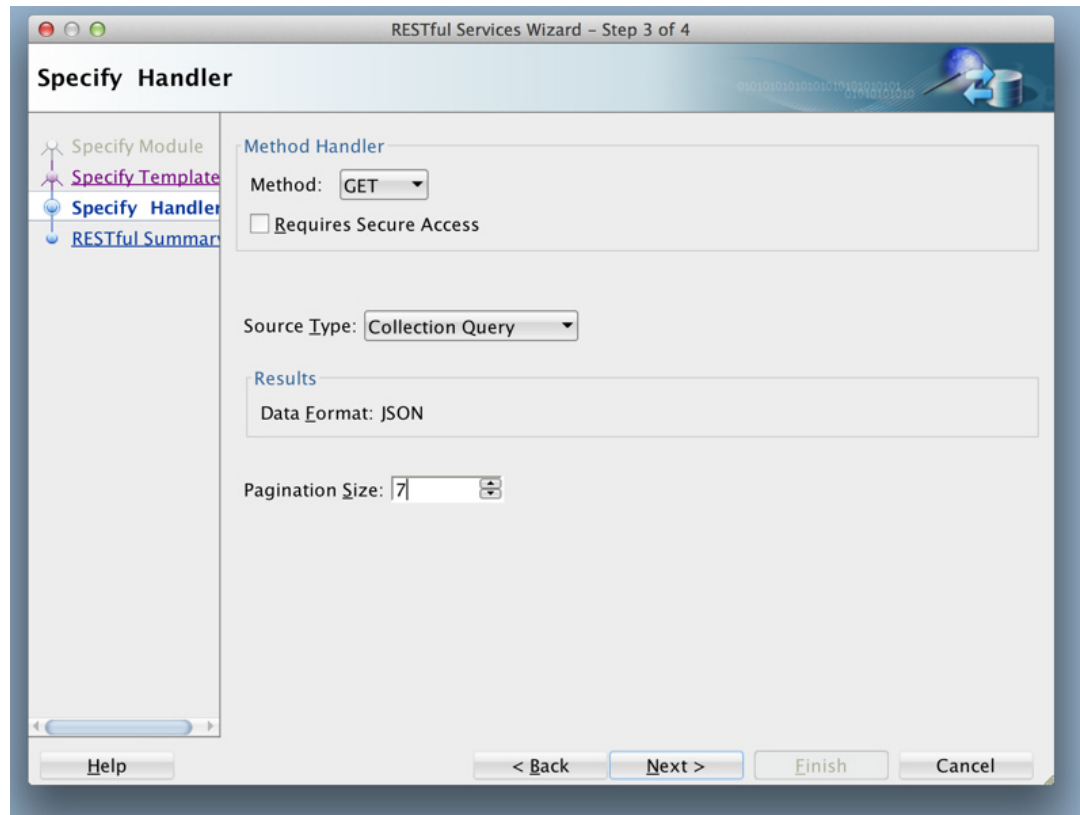 RESTful Services Wizard – Step 3 of 4
Specify Handler
01010101010101010101010101010
01010101010
Specify Module
Specify Template
Specify Handler
RESTful Summary
Method Handler
Method: GET
Requires Secure Access
Source Type: Collection Query
Results
Data Format: JSON
Pagination Size: 7
Help
< Back
Next >
Finish
Cancel